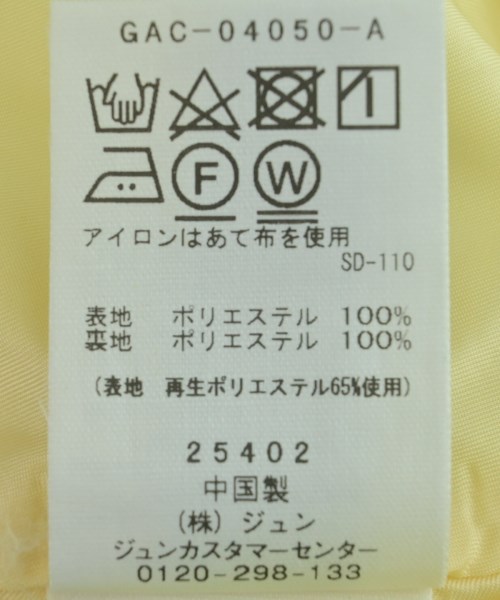 GAC-04050-A
F W
アイロンはあて布を使用
SD-110
表地 ポリエステル 100%
裏地 ポリエステル 100%
(表地 再生ポリエステル65%使用)
25402
中国製
(株)ジュン
ジュンカスタマーセンター
0120-298-133